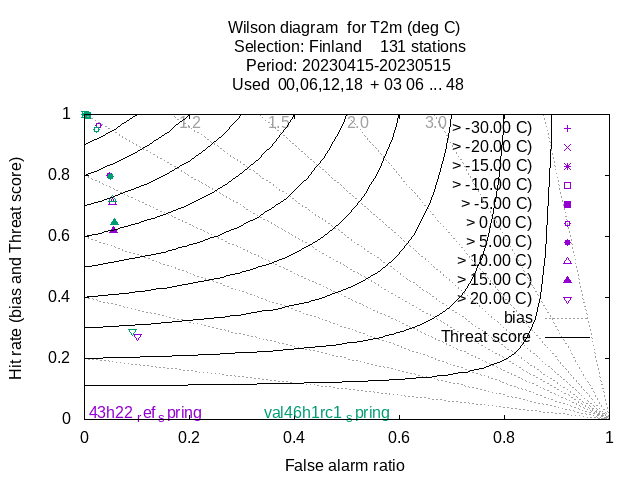 Wilson diagram for T2m (deg C)
Selection: Finland 131 stations
Period: 20230415-20230515
Used 00,06,12,18 + 03 06 ... 48
Hit rate (bias and Threat score)
1
0.8
0.6
0.4
0.2
0
1.2
1.5
2.0
3.0
> -30.00 C)
> -20.00 C)
> -15.00 C)
> -10.00 C)
> -5.00 C)
> 0.00 C)
> 5.00 C)
> 10.00 C)
> 15.00 C)
> 20.00 C)
bias
Threat score
43h22 ref spring
val46h1rc1 spring
0
0.2
0.4
0.6
0.8
1
False alarm ratio